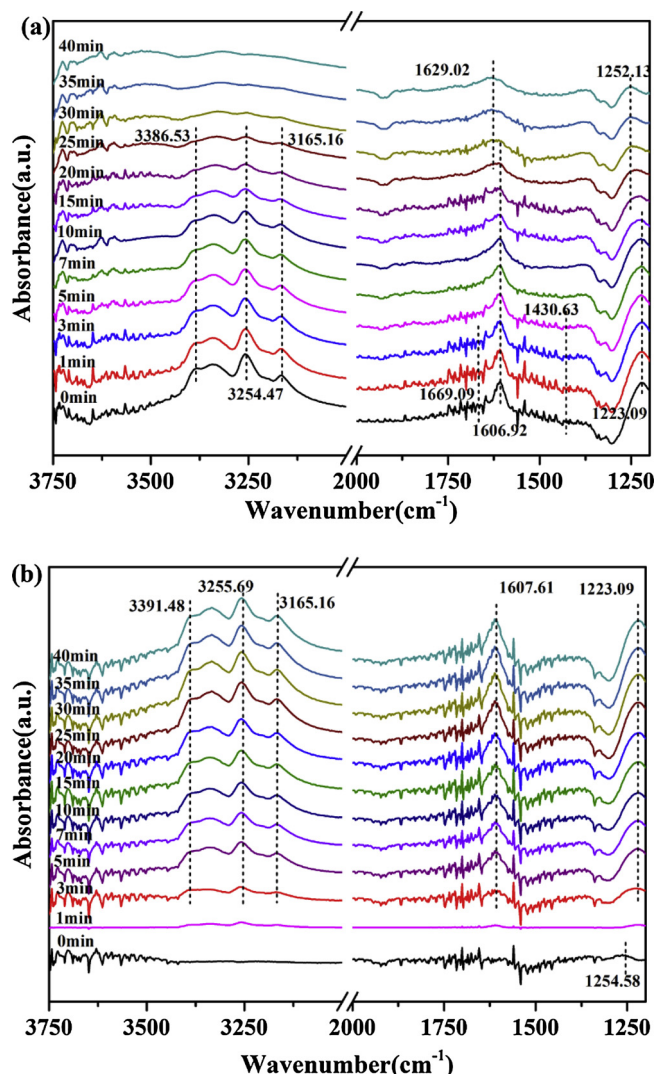 (a)
40min
35min
30min
25min
20min
15min
10min
7min
5min
3min
1min
0min
3386.53
3165.16
3254.47
1629.02
1252.13
1430.63
1669.09
1606.92
1223.09
Absorbance(a.u.)
3750
3500
3250
2000
1750
1500
1250
Wavenumber(cm⁻¹)
(b)
3391.48
3255.69
3165.16
1607.61
1223.09
40min
35min
30min
25min
20min
15min
10min
7min
5min
3min
1min
0min
1254.58
Absorbance(a.u.)
3750
3500
3250
2000
1750
1500
1250
Wavenumber(cm⁻¹)